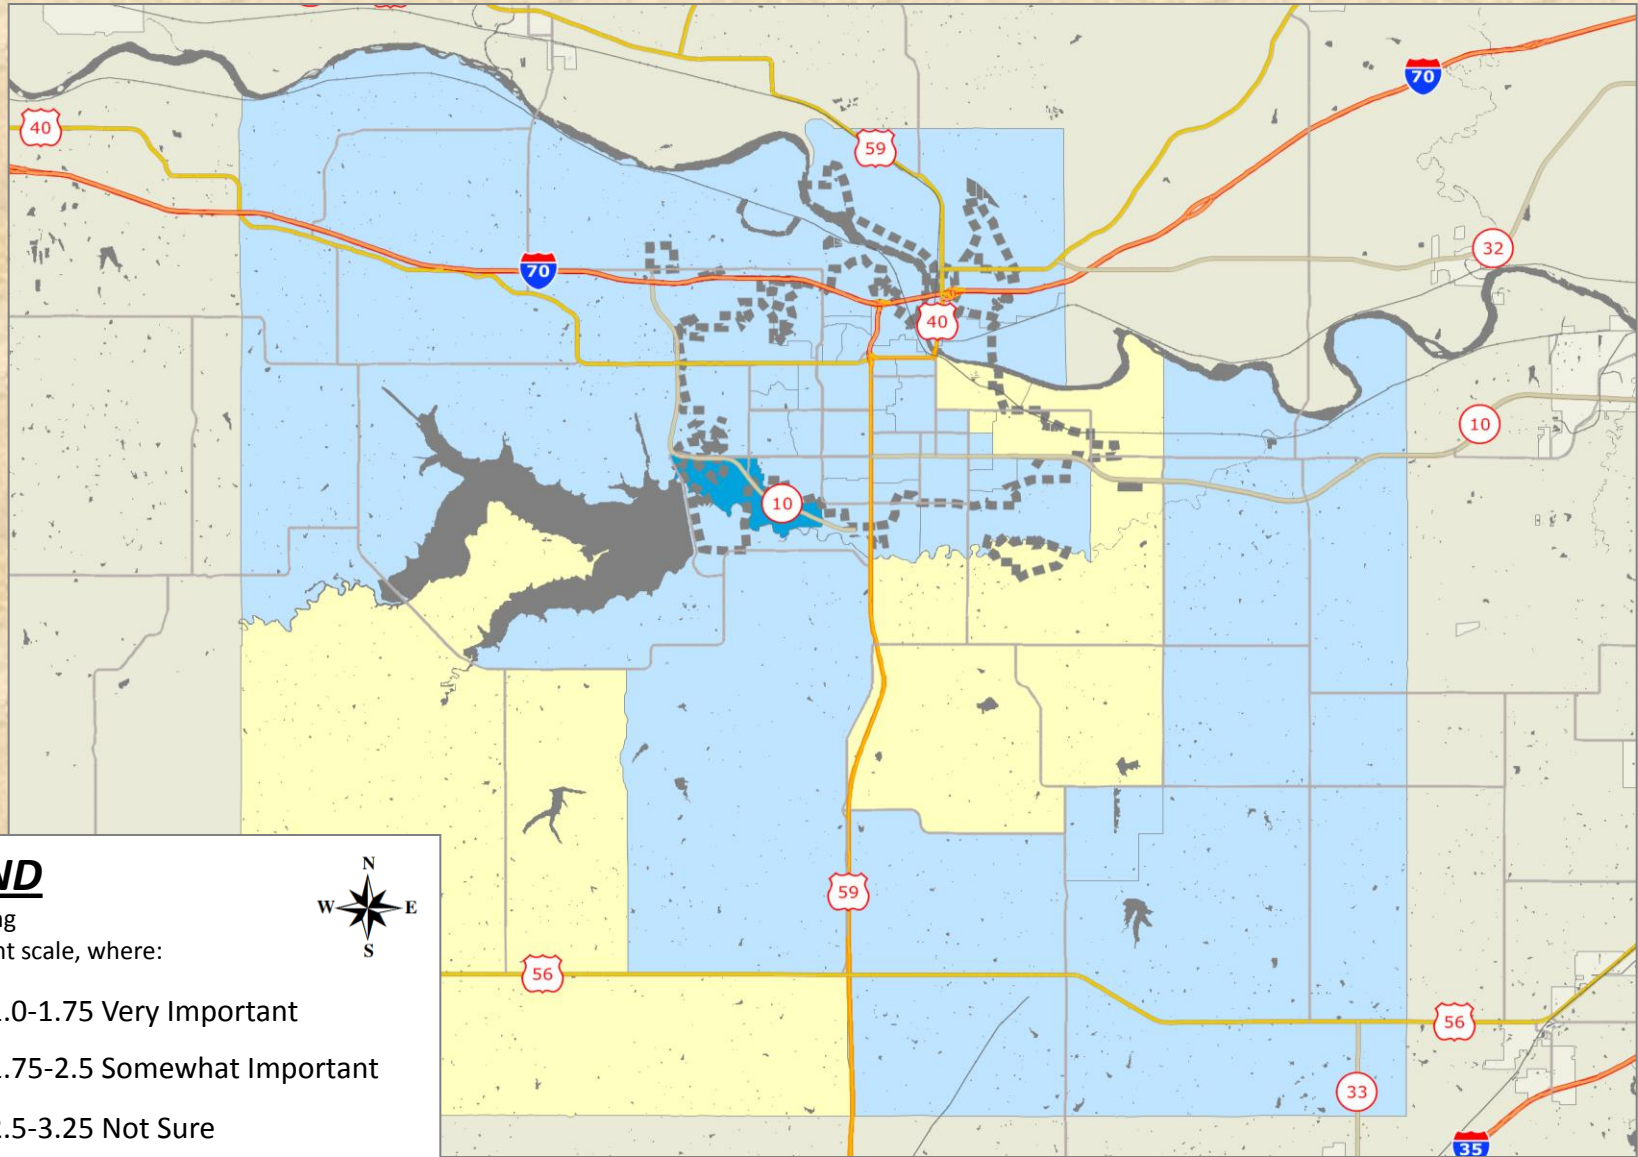 70
40
59
32
70
40
10
10
59
56
56
33
35
ND
N
W E
S
ng
nt scale, where:
.0-1.75 Very Important
.75-2.5 Somewhat Important
.5-3.25 Not Sure